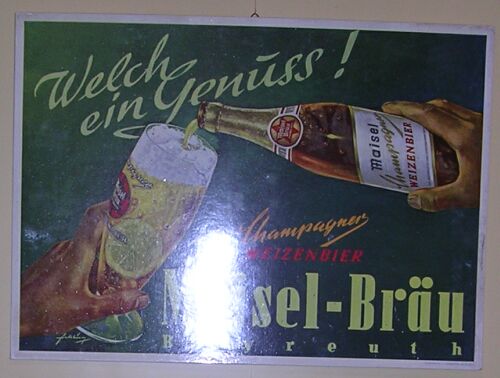 Welch
ein Genuss!
Maisel
Champagner
WEIZENBIER
Champagner
WEIZENBIER
Maisel-Bräu
Bayreuth